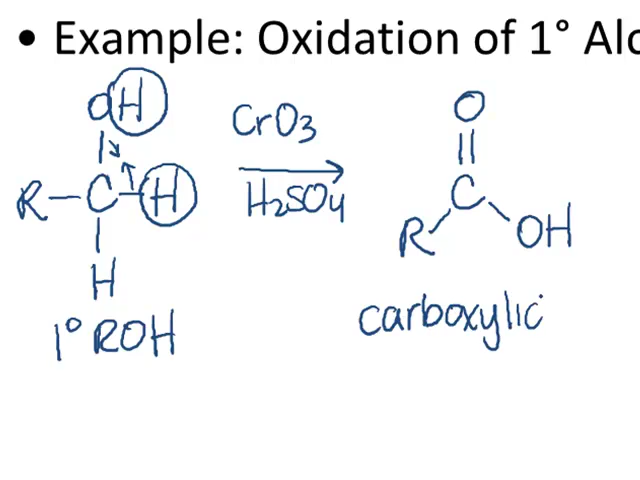 • Example: Oxidation of 1° Alc
OH
R-C-H
H
1° ROH
CrO3
H2SO4
O
C
R OH
carboxylic